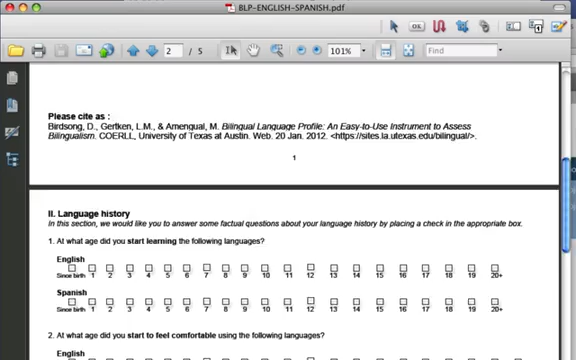 BLP-ENGLISH-SPANISH.pdf
OK
2 / 5
101%
Find
Please cite as :
Birdsong, D., Gertken, L.M., & Amengual, M. Bilingual Language Profile: An Easy-to-Use Instrument to Assess
Bilingualism. COERLL, University of Texas at Austin. Web. 20 Jan. 2012. <https://sites.la.utexas.edu/bilingual/>.
1
II. Language history
In this section, we would like you to answer some factual questions about your language history by placing a check in the appropriate box.
1. At what age did you start learning the following languages?
English
Since birth 1 2 3 4 5 6 7 8 9 10 11 12 13 14 15 16 17 18 19 20+
Spanish
Since birth 1 2 3 4 5 6 7 8 9 10 11 12 13 14 15 16 17 18 19 20+
2. At what age did you start to feel comfortable using the following languages?
English